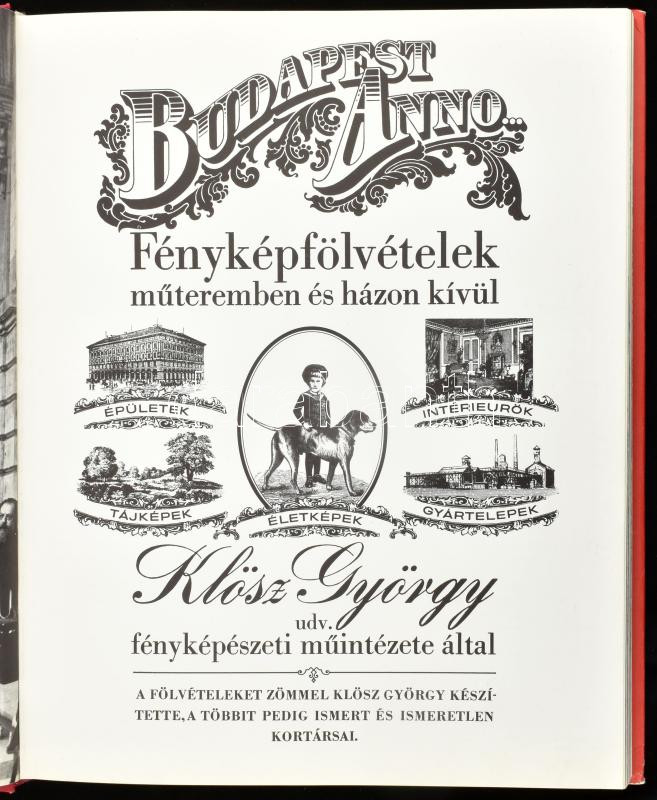 BUDAPEST
ANNO...
Fényképfölvételek
műteremben és házon kívül
ÉPÜLETEK
INTÉRIEURÖK
TÁJKÉPEK
ÉLETKÉPEK
GYÁRTELEPEK
Klösz György
udv.
fényképészeti műintézete által
A FÖLVÉTELEKET ZÖMMEL KLÖSZ GYÖRGY KÉSZÍ-
TETTE, A TÖBBIT PEDIG ISMERT ÉS ISMERETLEN
KORTÁRSAI.